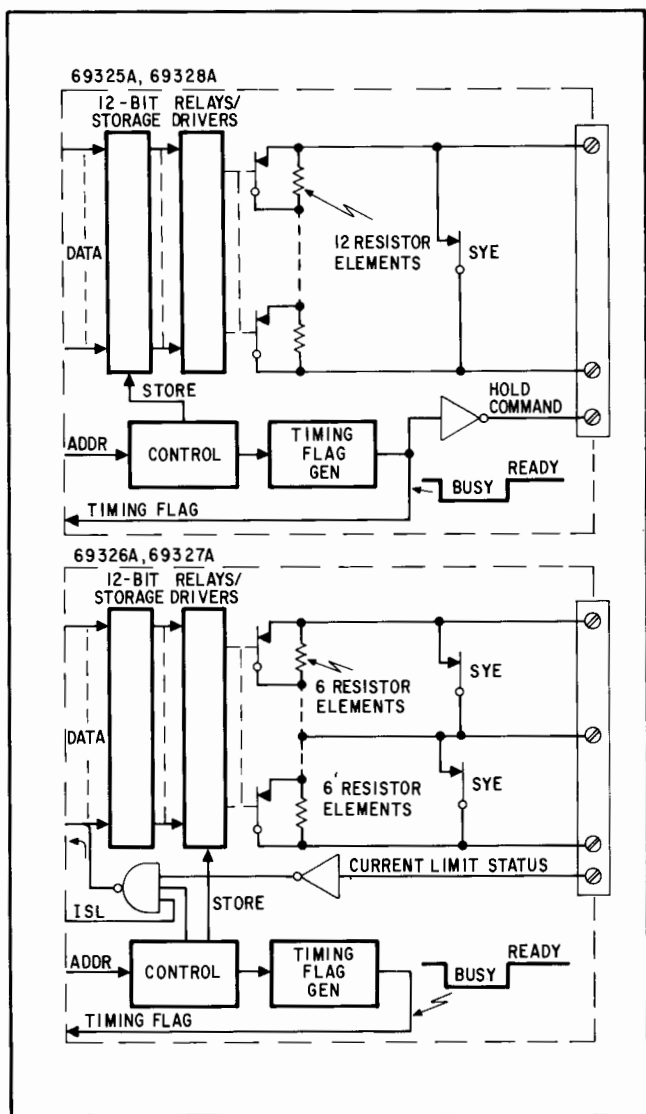 69325A, 69328A
12-BIT STORAGE
RELAYS/ DRIVERS
DATA
12 RESISTOR
ELEMENTS
SYE
STORE
HOLD
COMMAND
ADDR
CONTROL
TIMING
FLAG
GEN
READY
BUSY
TIMING FLAG
69326A, 69327A
12-BIT STORAGE
RELAYS/ DRIVERS
DATA
6 RESISTOR
ELEMENTS
SYE
6 RESISTOR
ELEMENTS
SYE
CURRENT LIMIT STATUS
ISL
STORE
ADDR
CONTROL
TIMING
FLAG
GEN
READY
BUSY
TIMING FLAG